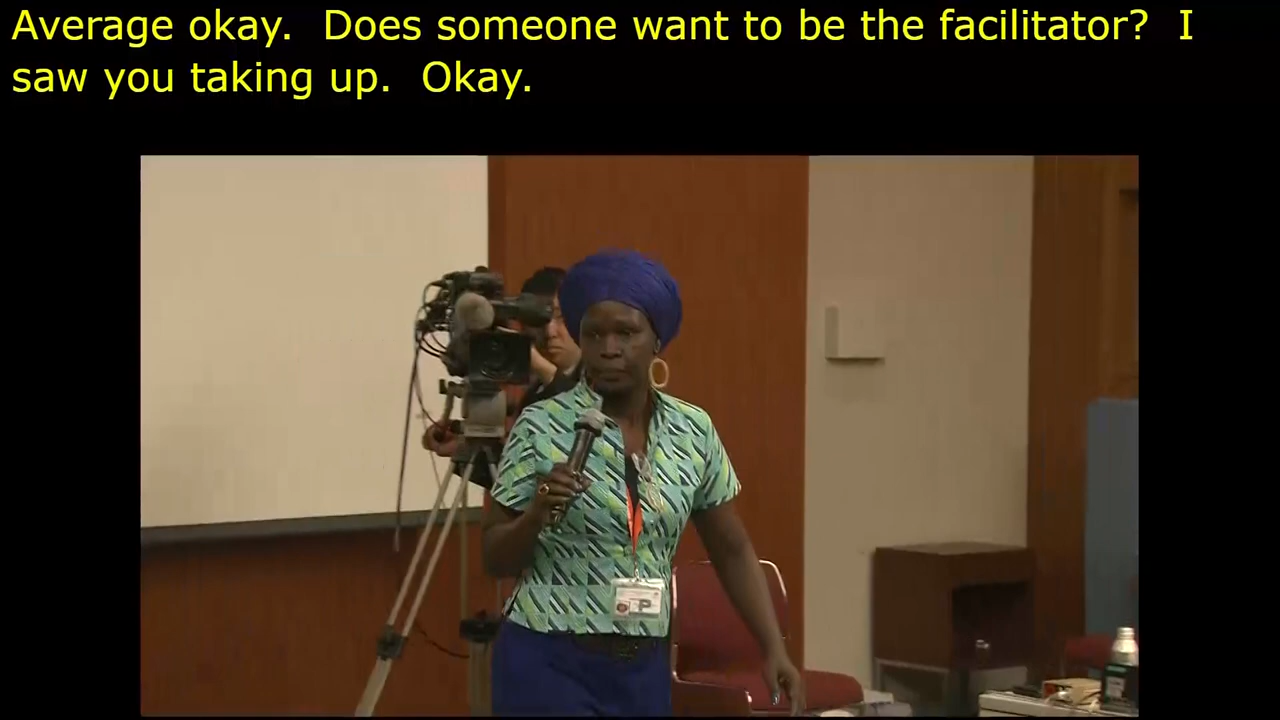 Average okay.  Does someone want to be the facilitator?  I
saw you taking up.  Okay.
P